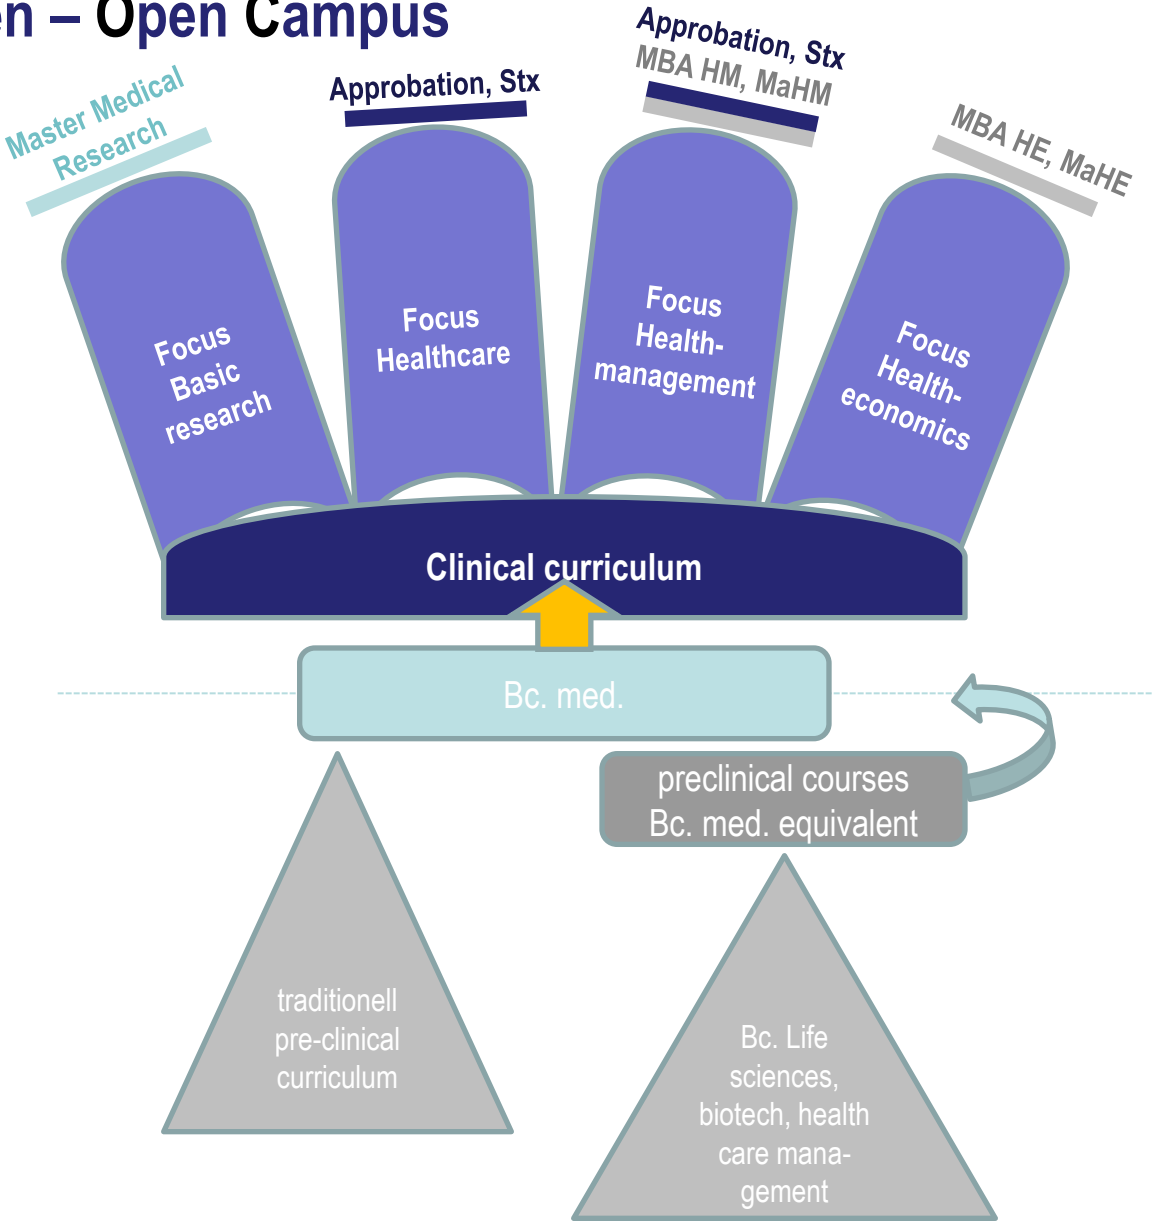 en – Open Campus
Master Medical
Research
Approbation, Stx
Approbation, Stx
MBA HM, MaHM
MBA HE, MaHE
Focus
Basic
research
Focus
Healthcare
Focus
Health-
management
Focus
Health-
economics
Clinical curriculum
Bc. med.
preclinical courses
Bc. med. equivalent
traditionell
pre-clinical
curriculum
Bc. Life
sciences,
biotech, health
care mana-
gement